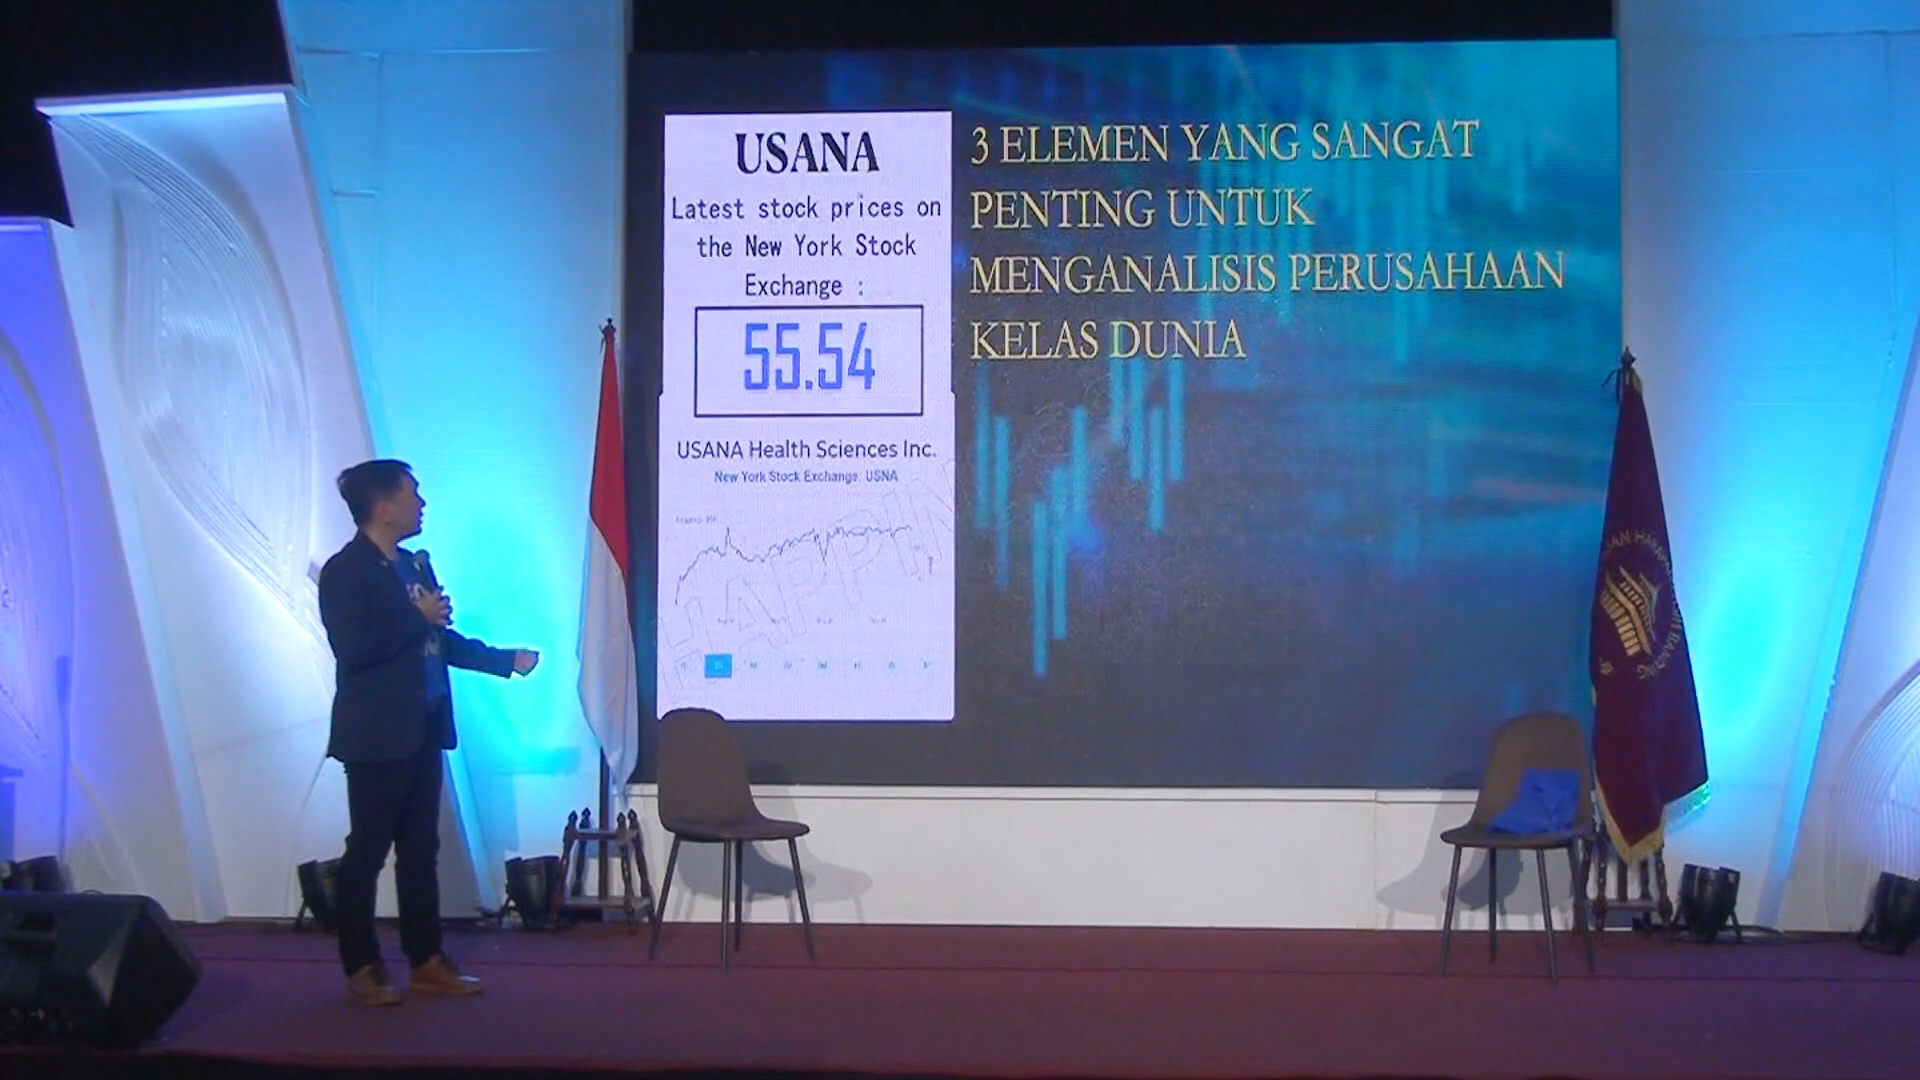 USANA
Latest stock prices on
the New York Stock
Exchange :
55.54
USANA Health Sciences Inc.
New York Stock Exchange: USNA
3 ELEMEN YANG SANGAT
PENTING UNTUK
MENGANALISIS PERUSAHAAN
KELAS DUNIA